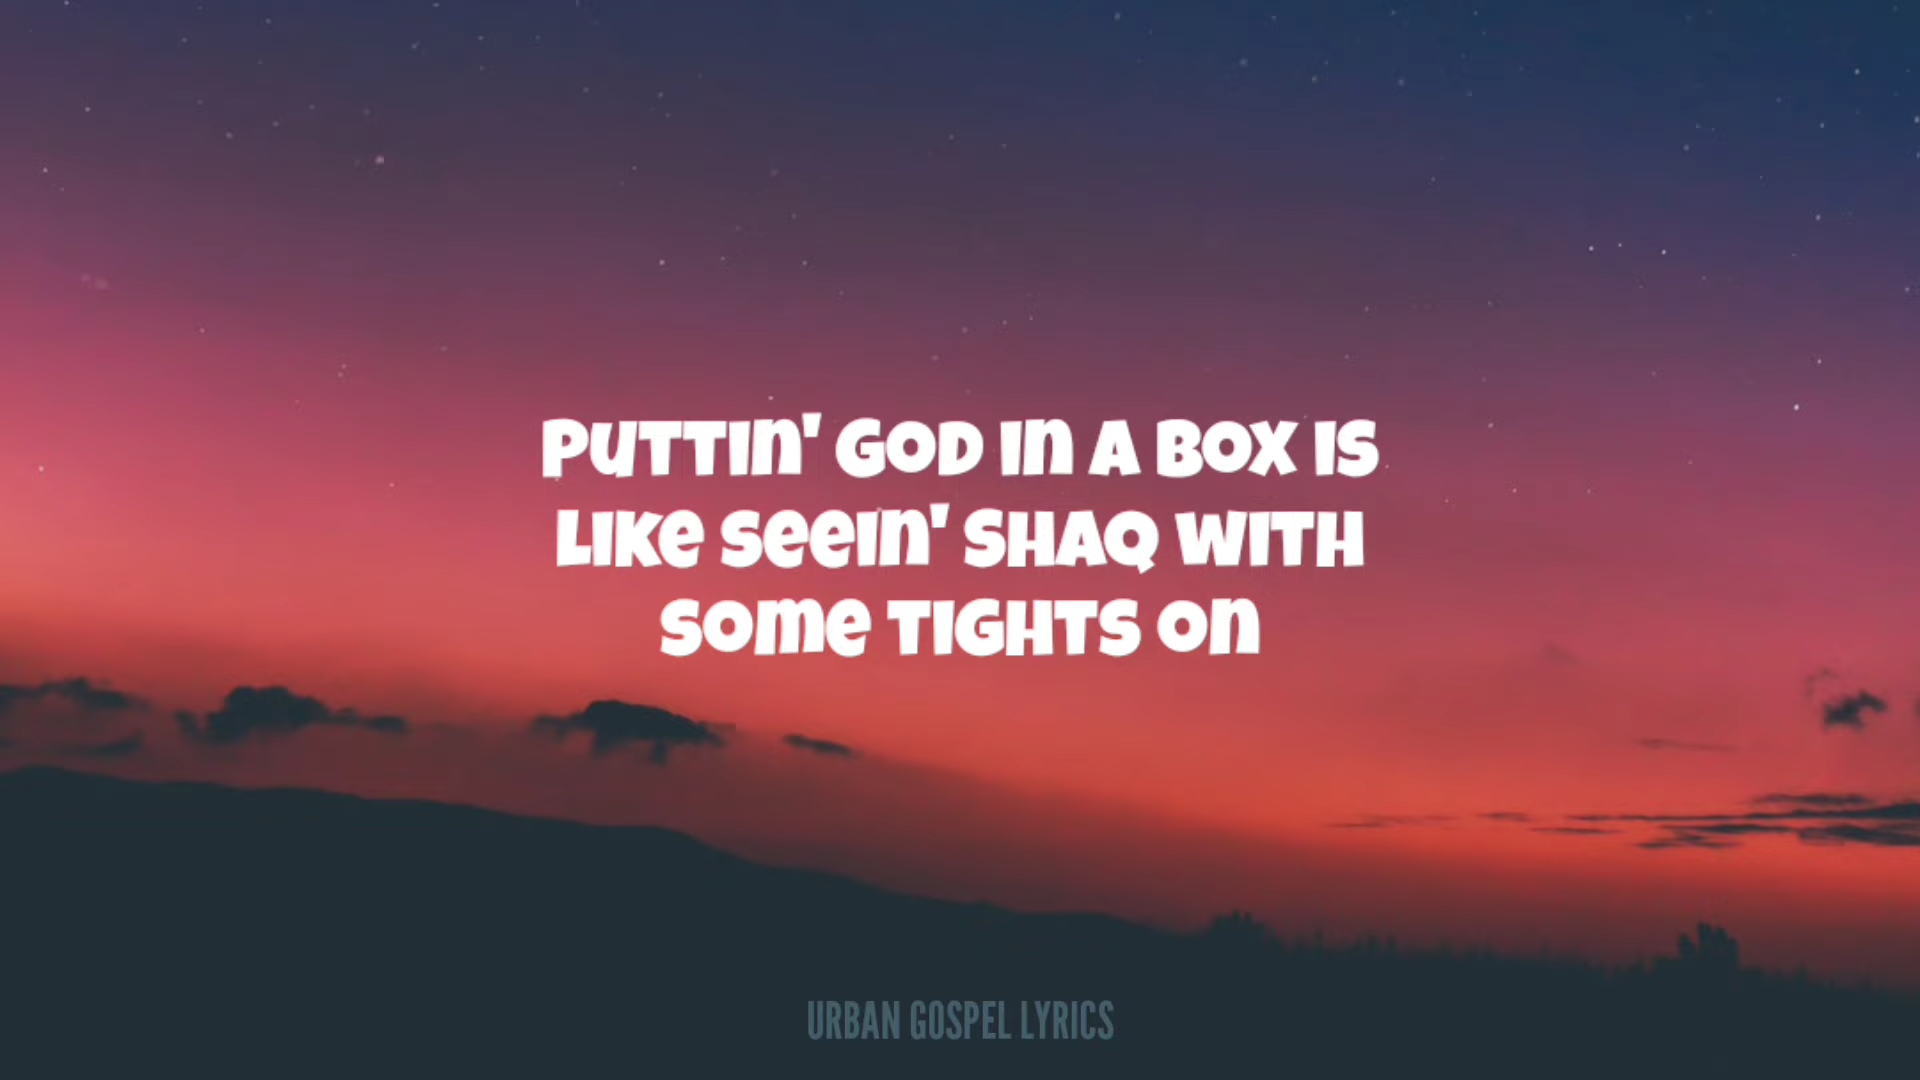 PUTTIN' GOD IN A BOX IS
LIKE SEEIN' SHAQ WITH
SOME TIGHTS ON
URBAN GOSPEL LYRICS